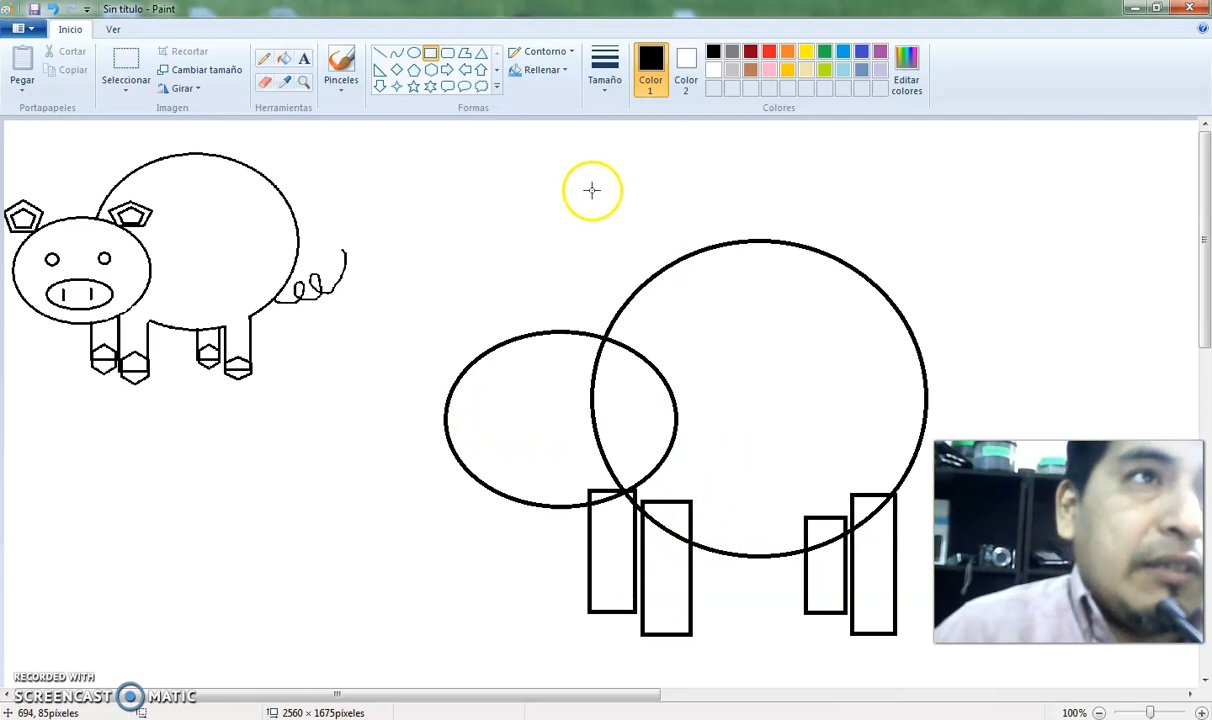 Sin título - Paint
Inicio Ver
Pegar
Cortar
Copiar
Portapapeles
Seleccionar
Recortar
Cambiar tamaño
Girar
Imagen
A
Herramientas
Pinceles
Contorno
Rellenar
Formas
Tamaño
Color 1
Color 2
Editar colores
Colores
RECORDED WITH
SCREENCAST MATIC
694, 85píxeles
2560 × 1675píxeles
100%